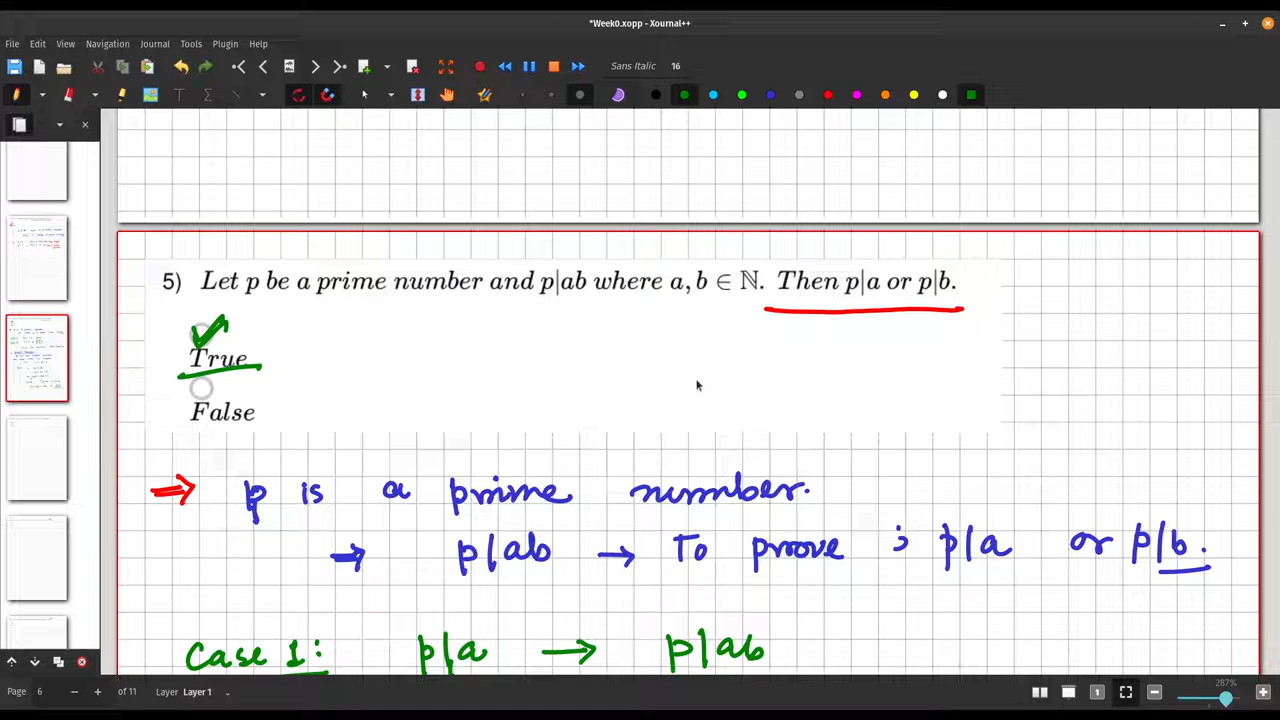 *Week0.xopp - Xournal++
File Edit View Navigation Journal Tools Plugin Help
Sans Italic 16
5) Let p be a prime number and p|ab where a, b ∈ ℕ. Then p|a or p|b.
True
False
⇒ p is a prime number.
→ p|ab → To prove ; p|a or p|b.
Case 1: p|a → p|ab
Page 6 of 11 Layer Layer 1 287%